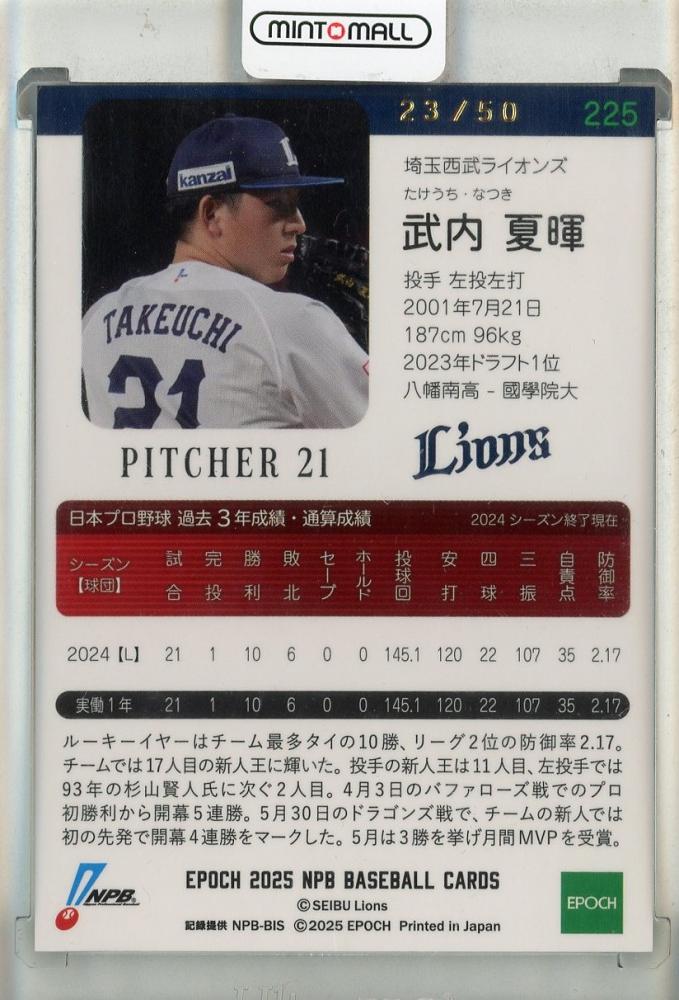 MINTOMALL
23/50 225
埼玉西武ライオンズ
たけうち・なつき
武内 夏暉
投手 左投左打
2001年7月21日
187cm 96kg
2023年ドラフト1位
八幡南高 - 國學院大
kanzai
L
TAKEUCHI
21
PITCHER 21
Lions
日本プロ野球 過去3年成績・通算成績 2024 シーズン終了現在
シーズン【球団】 試合 完投 勝利 敗北 セーブ ホールド 投球回 安打 四球 三振 自責点 防御率
2024【L】 21 1 10 6 0 0 145.1 120 22 107 35 2.17
実働1年 21 1 10 6 0 0 145.1 120 22 107 35 2.17
ルーキーイヤーはチーム最多タイの10勝、リーグ2位の防御率2.17。
チームでは17人目の新人王に輝いた。投手の新人王は11人目、左投手では
93年の杉山賢人氏に次ぐ2人目。4月3日のバファローズ戦でのプロ
初勝利から開幕5連勝。5月30日のドラゴンズ戦で、チームの新人では
初の先発で開幕4連勝をマークした。5月は3勝を挙げ月間MVPを受賞。
NPB
EPOCH 2025 NPB BASEBALL CARDS
©SEIBU Lions
記録提供 NPB-BIS ©2025 EPOCH Printed in Japan
EPOCH